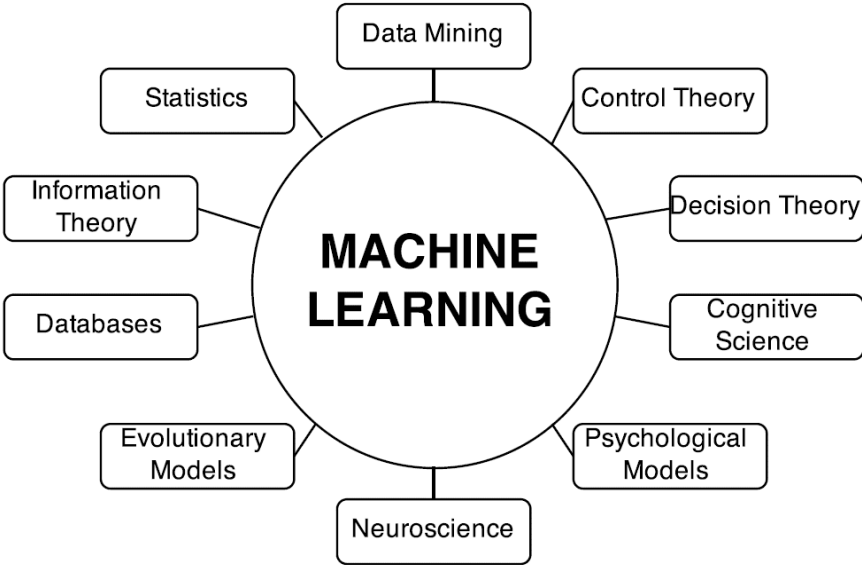 Data Mining
Statistics
Control Theory
Information
Theory
Decision Theory
MACHINE
LEARNING
Databases
Cognitive
Science
Evolutionary
Models
Psychological
Models
Neuroscience